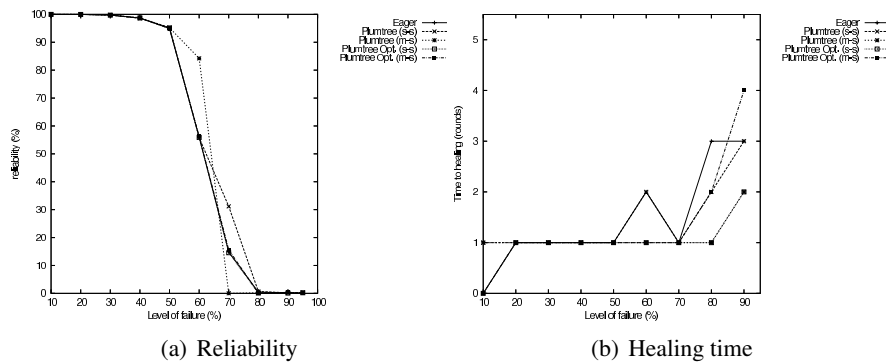 Eager
Plumtree (s-s)
Plumtree (m-s)
Plumtree Opt. (s-s)
Plumtree Opt. (m-s)
100
90
80
70
60
50
40
30
20
10
0
reliability (%)
10 20 30 40 50 60 70 80 90 100
Level of failure (%)
(a) Reliability
Eager
Plumtree (s-s)
Plumtree (m-s)
Plumtree Opt. (s-s)
Plumtree Opt. (m-s)
5
4
3
2
1
0
Time to healing (rounds)
10 20 30 40 50 60 70 80 90
Level of failure (%)
(b) Healing time